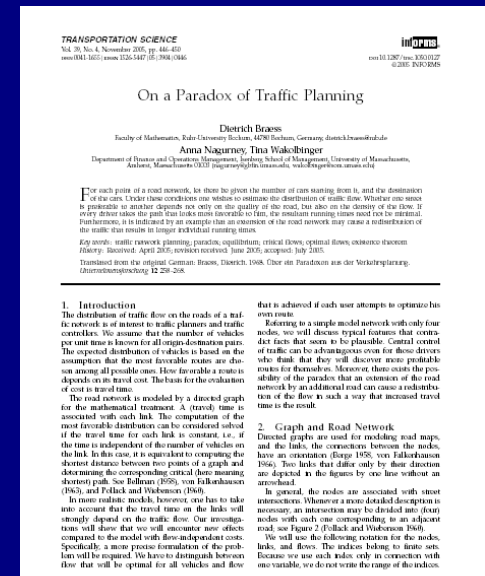 TRANSPORTATION SCIENCE
Vol. 39, No. 4, November 2005, pp. 446–450
issn 0041-1655 | eissn 1526-5447 | 05 | 3904 | 0446
informs
doi 10.1287/trsc.1050.0127
©2005 INFORMS
On a Paradox of Traffic Planning
Dietrich Braess
Faculty of Mathematics, Ruhr-University Bochum, 44780 Bochum, Germany, dietrich.braess@rub.de
Anna Nagurney, Tina Wakolbinger
Department of Finance and Operations Management, Isenberg School of Management, University of Massachusetts,
Amherst, Massachusetts 01003 {nagurney@gbfin.umass.edu, wakolbinger@som.umass.edu}
For each point of a road network, let there be given the number of cars starting from it, and the destination
of the cars. Under these conditions one wishes to estimate the distribution of traffic flow. Whether one street
is preferable to another depends not only on the quality of the road, but also on the density of the flow. If
every driver takes the path that looks most favorable to him, the resultant running times need not be minimal.
Furthermore, it is indicated by an example that an extension of the road network may cause a redistribution of
the traffic that results in longer individual running times.
Key words: traffic network planning; paradox; equilibrium; critical flows; optimal flows; existence theorem
History: Received: April 2005; revision received: June 2005; accepted: July 2005.
Translated from the original German: Braess, Dietrich. 1968. Über ein Paradoxon aus der Verkehrsplanung.
Unternehmensforschung 12 258–268.
1. Introduction
The distribution of traffic flow on the roads of a traf-
fic network is of interest to traffic planners and traffic
controllers. We assume that the number of vehicles
per unit time is known for all origin-destination pairs.
The expected distribution of vehicles is based on the
assumption that the most favorable routes are cho-
sen among all possible ones. How favorable a route is
depends on its travel cost. The basis for the evaluation
of cost is travel time.
The road network is modeled by a directed graph
for the mathematical treatment. A (travel) time is
associated with each link. The computation of the
most favorable distribution can be considered solved
if the travel time for each link is constant, i.e., if
the time is independent of the number of vehicles on
the link. In this case, it is equivalent to computing the
shortest distance between two points of a graph and
determining the corresponding critical (here meaning
shortest) path. See Bellman (1958), von Falkenhausen
(1963), and Pollack and Wiebenson (1960).
In more realistic models, however, one has to take
into account that the travel time on the links will
strongly depend on the traffic flow. Our investiga-
tions will show that we will encounter new effects
compared to the model with flow-independent costs.
Specifically, a more precise formulation of the prob-
lem will be required. We have to distinguish between
flow that will be optimal for all vehicles and flow
that is achieved if each user attempts to optimize his
own route.
Referring to a simple model network with only four
nodes, we will discuss typical features that contra-
dict facts that seem to be plausible. Central control
of traffic can be advantageous even for those drivers
who think that they will discover more profitable
routes for themselves. Moreover, there exists the pos-
sibility of the paradox that an extension of the road
network by an additional road can cause a redistribu-
tion of the flow in such a way that increased travel
time is the result.
2. Graph and Road Network
Directed graphs are used for modeling road maps,
and the links, the connections between the nodes,
have an orientation (Berge 1958, von Falkenhausen
1966). Two links that differ only by their direction
are depicted in the figures by one line without an
arrowhead.
In general, the nodes are associated with street
intersections. Whenever a more detailed description is
necessary, an intersection may be divided into (four)
nodes with each one corresponding to an adjacent
road; see Figure 2 (Pollack and Wiebenson 1960).
We will use the following notation for the nodes,
links, and flows. The indices belong to finite sets.
Because we use each index only in connection with
one variable, we do not write the range of the indices.